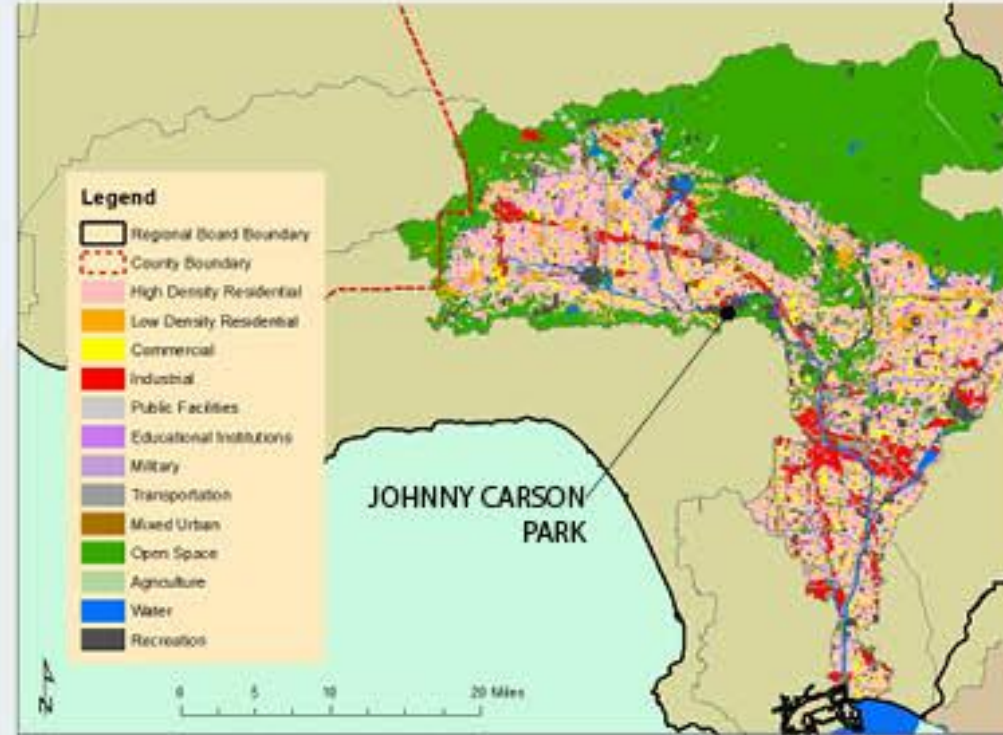 Legend
Regional Board Boundary
County Boundary
High Density Residential
Low Density Residential
Commercial
Industrial
Public Facilities
Educational Institutions
Military
Transportation
Mixed Urban
Open Space
Agriculture
Water
Recreation
JOHNNY CARSON
PARK
N
0 5 10 20 Miles